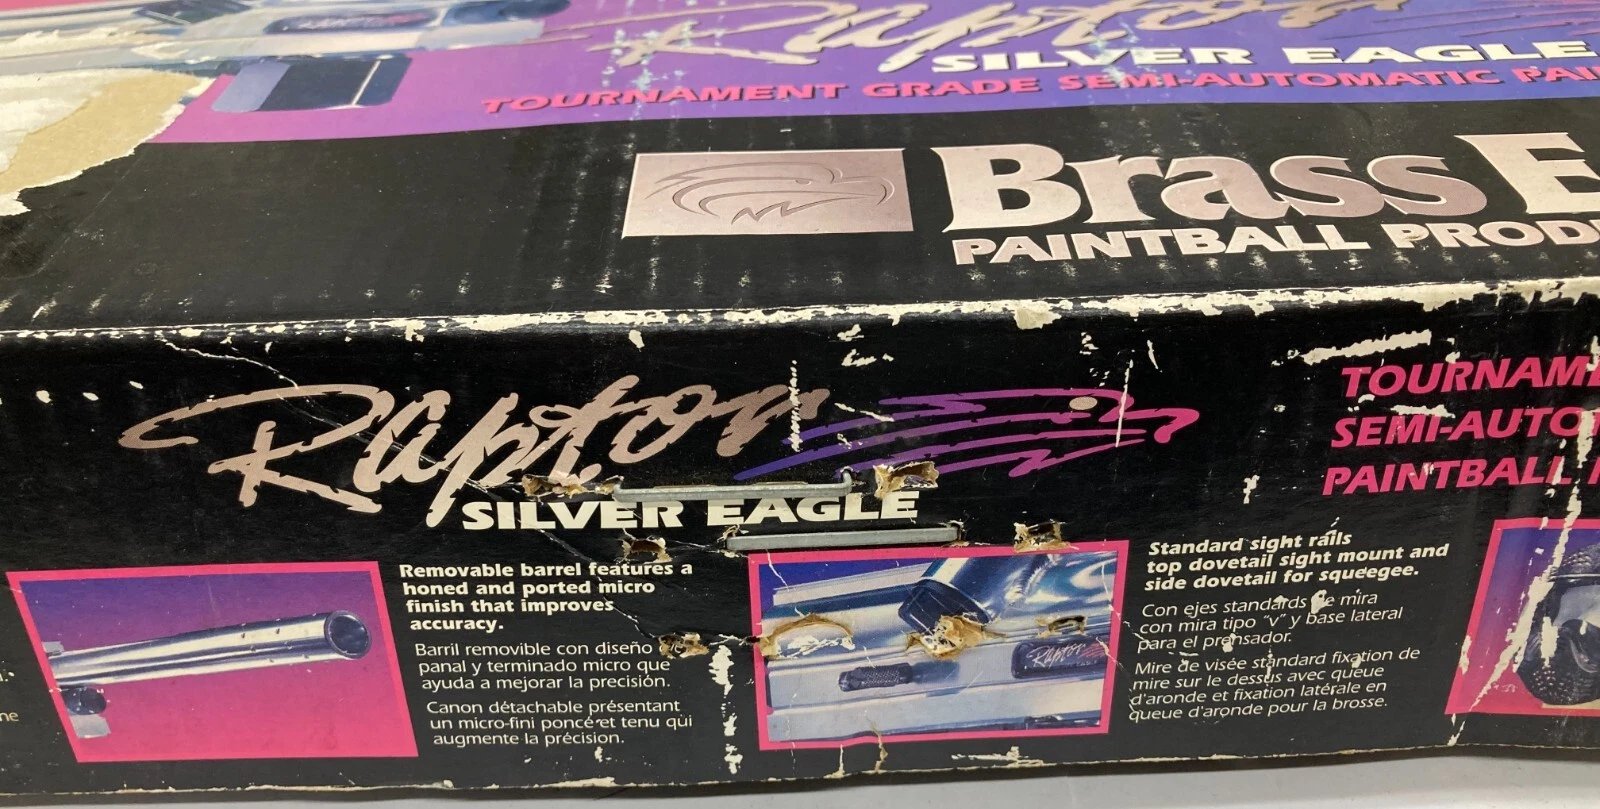 Raptor
SILVER EAGLE
TOURNAMENT GRADE SEMI-AUTOMATIC
Brass
PAINTBALL
Raptor
SILVER EAGLE
SEMI-AUTO
PAINTBALL
Removable barrel features a
honed and ported micro
finish that improves
accuracy.
Barril removible con diseño
panal y terminado micro que
ayuda a mejorar la precisión.
Canon détachable présentant
un micro-fini poncé et tenu qui
augmente la précision.
Raptor
Standard sight rails
top dovetail sight mount and
side dovetail for squeegee.
Con ejes standards de mira
con mira tipo "v" y base lateral
para el prensador.
Mire de visée standard fixation de
mire sur le dessus avec queue
d'aronde et fixation latérale en
queue d'aronde pour la brosse.